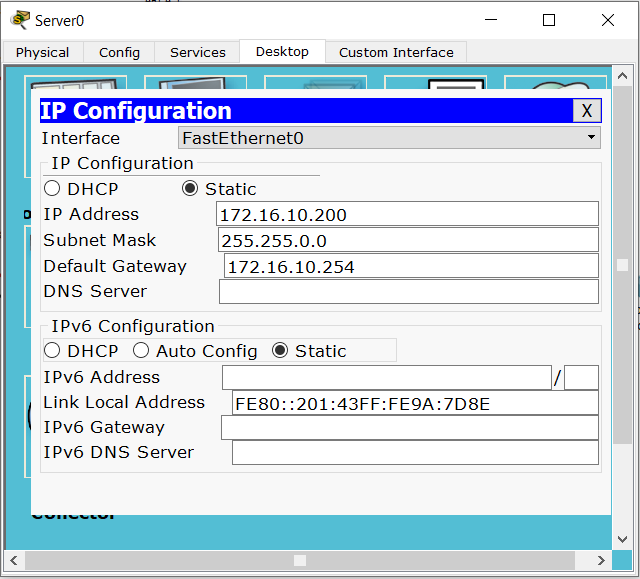 Server0
Physical Config Services Desktop Custom Interface
IP Configuration X
Interface FastEthernet0
IP Configuration
DHCP Static
IP Address 172.16.10.200
Subnet Mask 255.255.0.0
Default Gateway 172.16.10.254
DNS Server
IPv6 Configuration
DHCP Auto Config Static
IPv6 Address /
Link Local Address FE80::201:43FF:FE9A:7D8E
IPv6 Gateway
IPv6 DNS Server
Collector